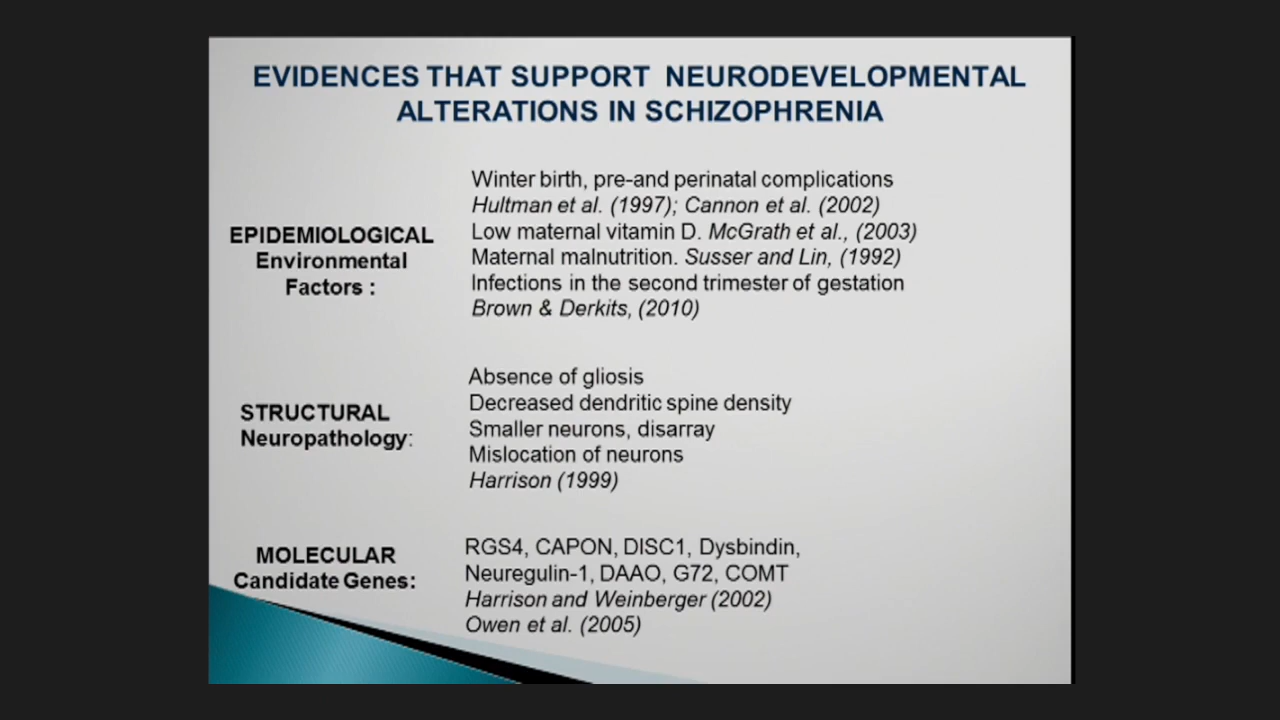 EVIDENCES THAT SUPPORT NEURODEVELOPMENTAL
ALTERATIONS IN SCHIZOPHRENIA
EPIDEMIOLOGICAL
Environmental
Factors :
Winter birth, pre-and perinatal complications
Hultman et al. (1997); Cannon et al. (2002)
Low maternal vitamin D. McGrath et al., (2003)
Maternal malnutrition. Susser and Lin, (1992)
Infections in the second trimester of gestation
Brown & Derkits, (2010)
STRUCTURAL
Neuropathology:
Absence of gliosis
Decreased dendritic spine density
Smaller neurons, disarray
Mislocation of neurons
Harrison (1999)
MOLECULAR
Candidate Genes:
RGS4, CAPON, DISC1, Dysbindin,
Neuregulin-1, DAAO, G72, COMT
Harrison and Weinberger (2002)
Owen et al. (2005)